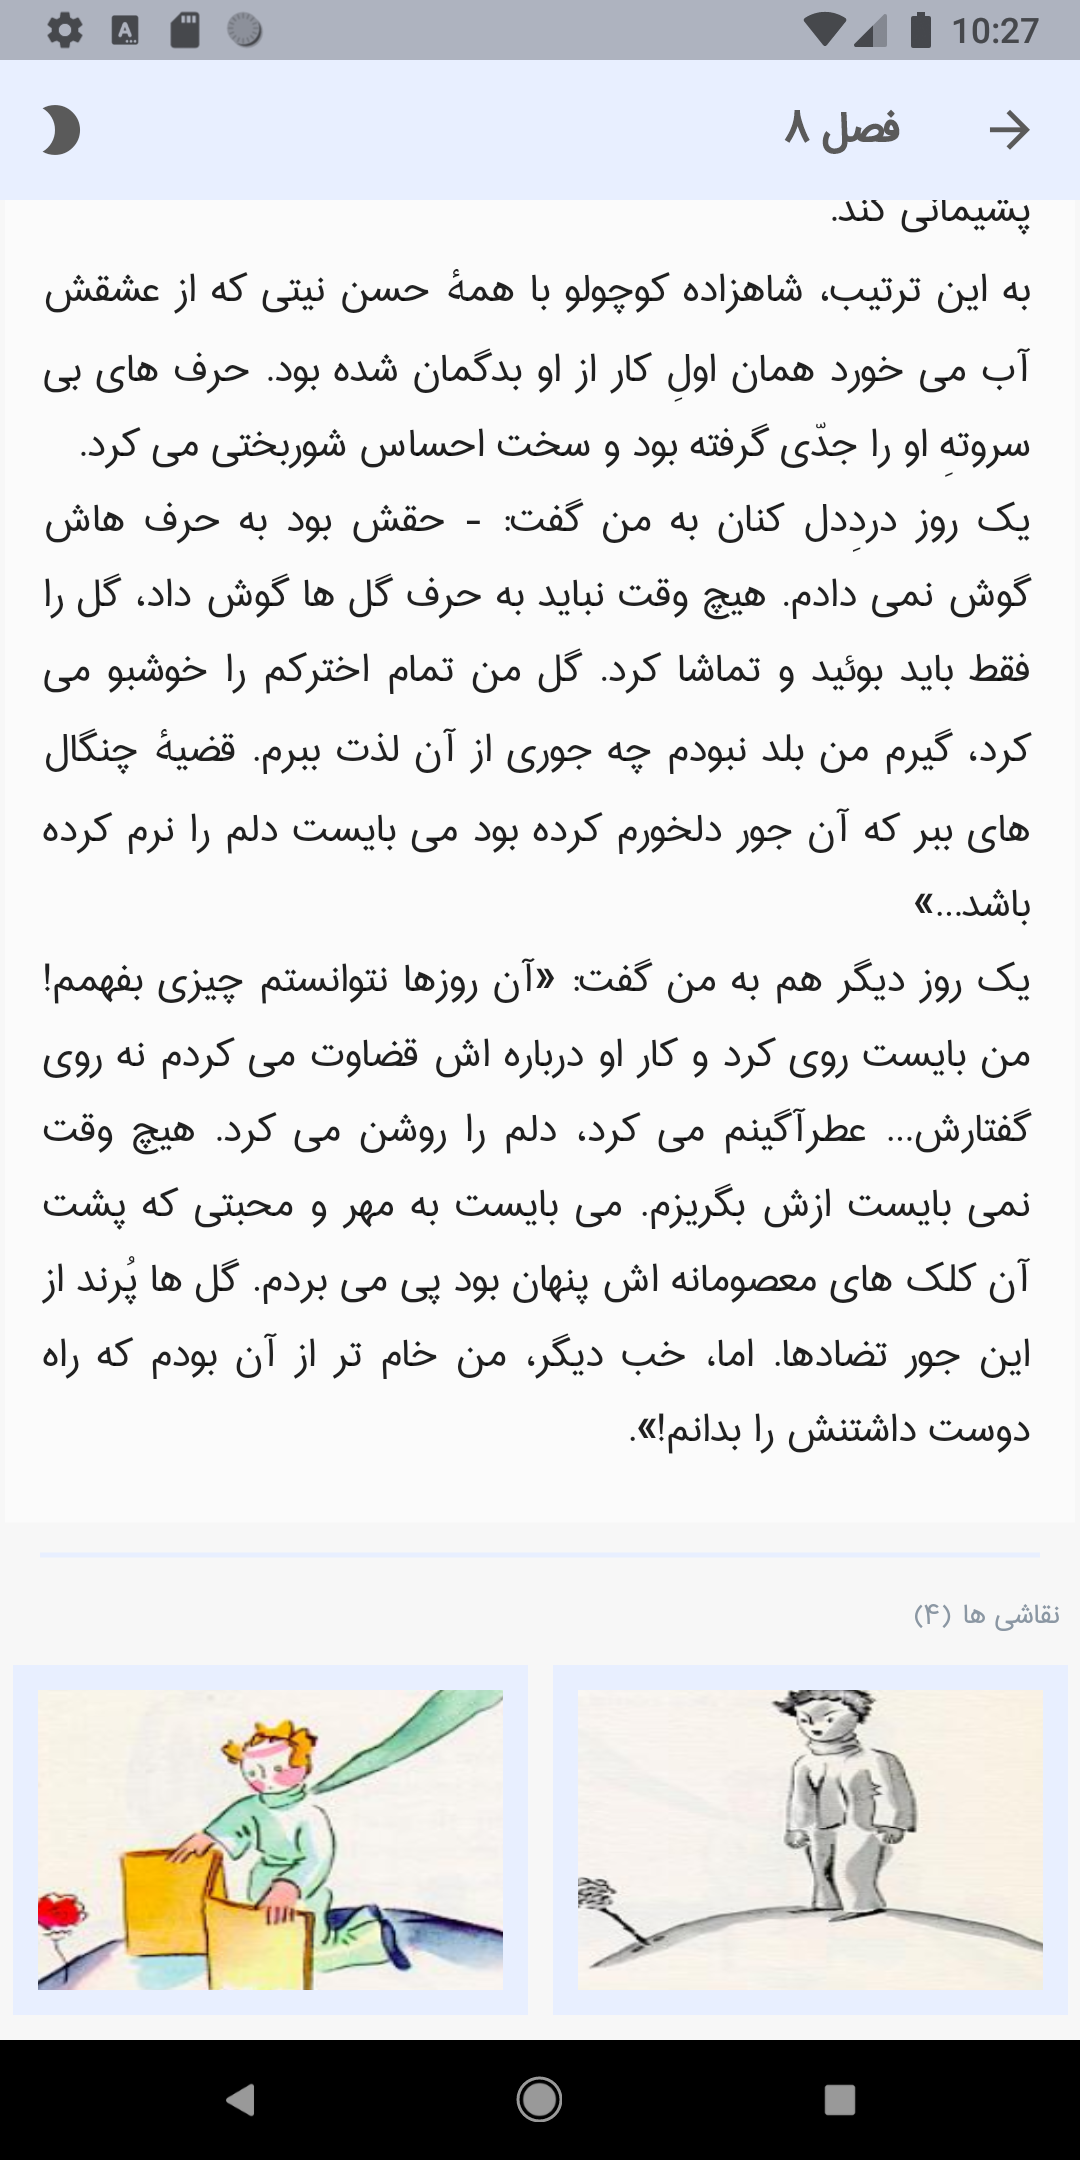 10:27
فصل ۸
پشیمانی کند.
به این ترتیب، شاهزاده کوچولو با همهٔ حسن نیتی که از عشقش
آب می خورد همان اولِ کار از او بدگمان شده بود. حرف های بی
سروتهِ او را جدّی گرفته بود و سخت احساس شوربختی می کرد.
یک روز دردِدل کنان به من گفت: - حقش بود به حرف هاش
گوش نمی دادم. هیچ وقت نباید به حرف گل ها گوش داد، گل را
فقط باید بوئید و تماشا کرد. گل من تمام اخترکم را خوشبو می
کرد، گیرم من بلد نبودم چه جوری از آن لذت ببرم. قضیهٔ چنگال
های ببر که آن جور دلخورم کرده بود می بایست دلم را نرم کرده
باشد...»
یک روز دیگر هم به من گفت: «آن روزها نتوانستم چیزی بفهمم!
من بایست روی کرد و کار او درباره اش قضاوت می کردم نه روی
گفتارش... عطرآگینم می کرد، دلم را روشن می کرد. هیچ وقت
نمی بایست ازش بگریزم. می بایست به مهر و محبتی که پشت
آن کلک های معصومانه اش پنهان بود پی می بردم. گل ها پُرند از
این جور تضادها. اما، خب دیگر، من خام تر از آن بودم که راه
دوست داشتنش را بدانم!».
نقاشی ها (۴)